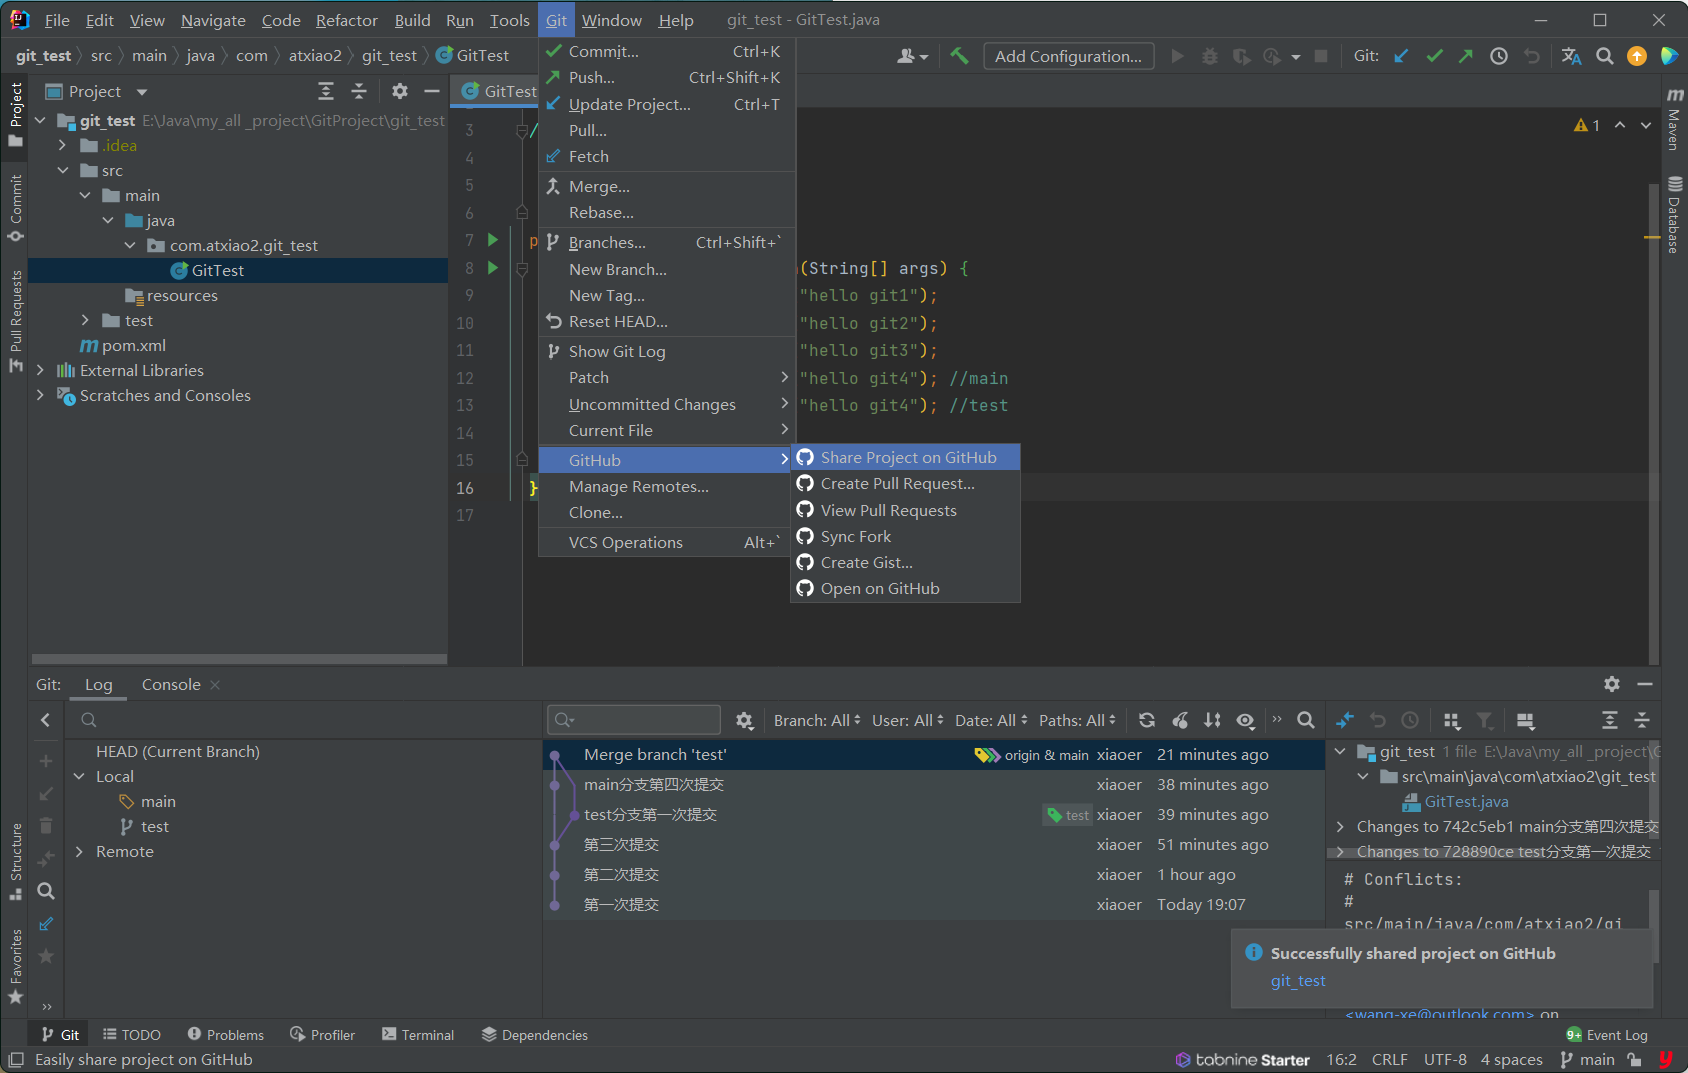 File Edit View Navigate Code Refactor Build Run Tools Git Window Help git_test - GitTest.java
git_test src main java com atxiao2 git_test GitTest Add Configuration... Git:
Project
GitTest
Commit... Ctrl+K
Push... Ctrl+Shift+K
Update Project... Ctrl+T
Pull...
Fetch
Merge...
Rebase...
Branches... Ctrl+Shift+`
New Branch...
New Tag...
Reset HEAD...
Show Git Log
Patch
Uncommitted Changes
Current File
GitHub
Manage Remotes...
Clone...
VCS Operations Alt+`
Share Project on GitHub
Create Pull Request...
View Pull Requests
Sync Fork
Create Gist...
Open on GitHub
Project
Commit
Pull Requests
Structure
Favorites
git_test E:\Java\my_all _project\GitProject\git_test
.idea
src
main
java
com.atxiao2.git_test
GitTest
resources
test
pom.xml
External Libraries
Scratches and Consoles
3 /
4
5
6
7 p
8 (String[] args) {
9 "hello git1");
10 "hello git2");
11 "hello git3");
12 "hello git4"); //main
13 "hello git4"); //test
14
15
16 }
17
1
Maven
Database
Git: Log Console
Branch: All User: All Date: All Paths: All
HEAD (Current Branch)
Local
main
test
Remote
Merge branch 'test' origin & main xiaoer 21 minutes ago
main分支第四次提交 xiaoer 38 minutes ago
test分支第一次提交 test xiaoer 39 minutes ago
第三次提交 xiaoer 51 minutes ago
第二次提交 xiaoer 1 hour ago
第一次提交 xiaoer Today 19:07
git_test 1 file E:\Java\my_all _project\G
src\main\java\com\atxiao2\git_test
GitTest.java
Changes to 742c5eb1 main分支第四次提交
Changes to 728890ce test分支第一次提交
# Conflicts:
#
src/main/java/com/atxiao2/gi
Successfully shared project on GitHub
git_test
<wang-xe@outlook.com> on
Git TODO Problems Profiler Terminal Dependencies 9+ Event Log
Easily share project on GitHub tabnine Starter 16:2 CRLF UTF-8 4 spaces main y